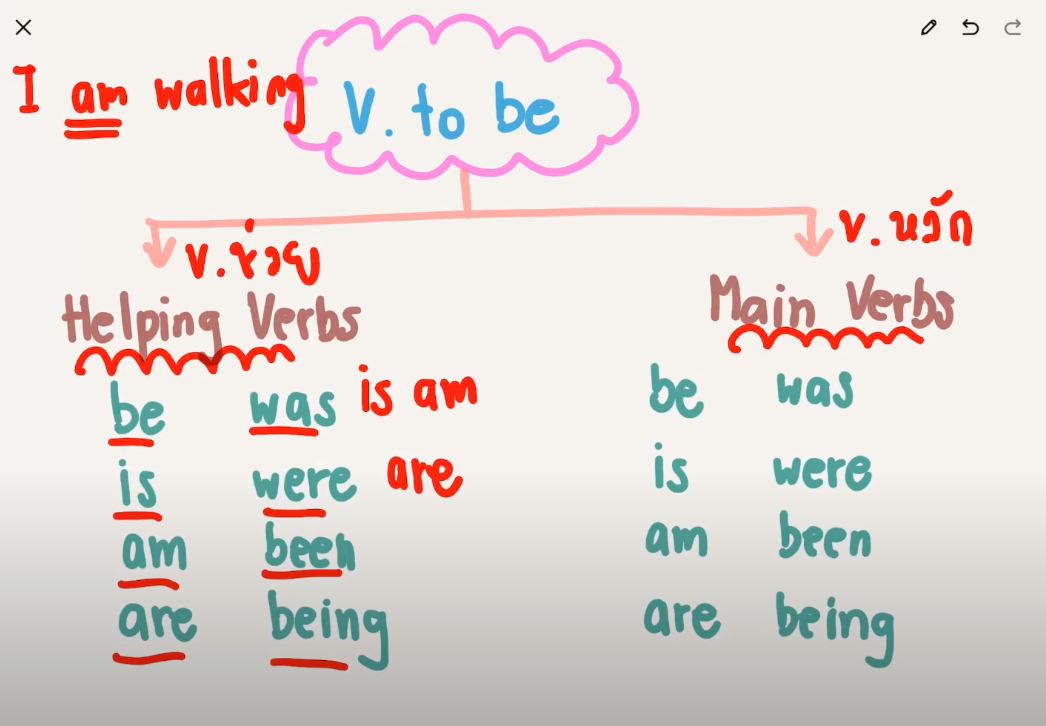 I am walking
V. to be
v. ช่วย
v. หลัก
Helping Verbs
Main Verbs
be was is am
is were are
am been
are being
be was
is were
am been
are being